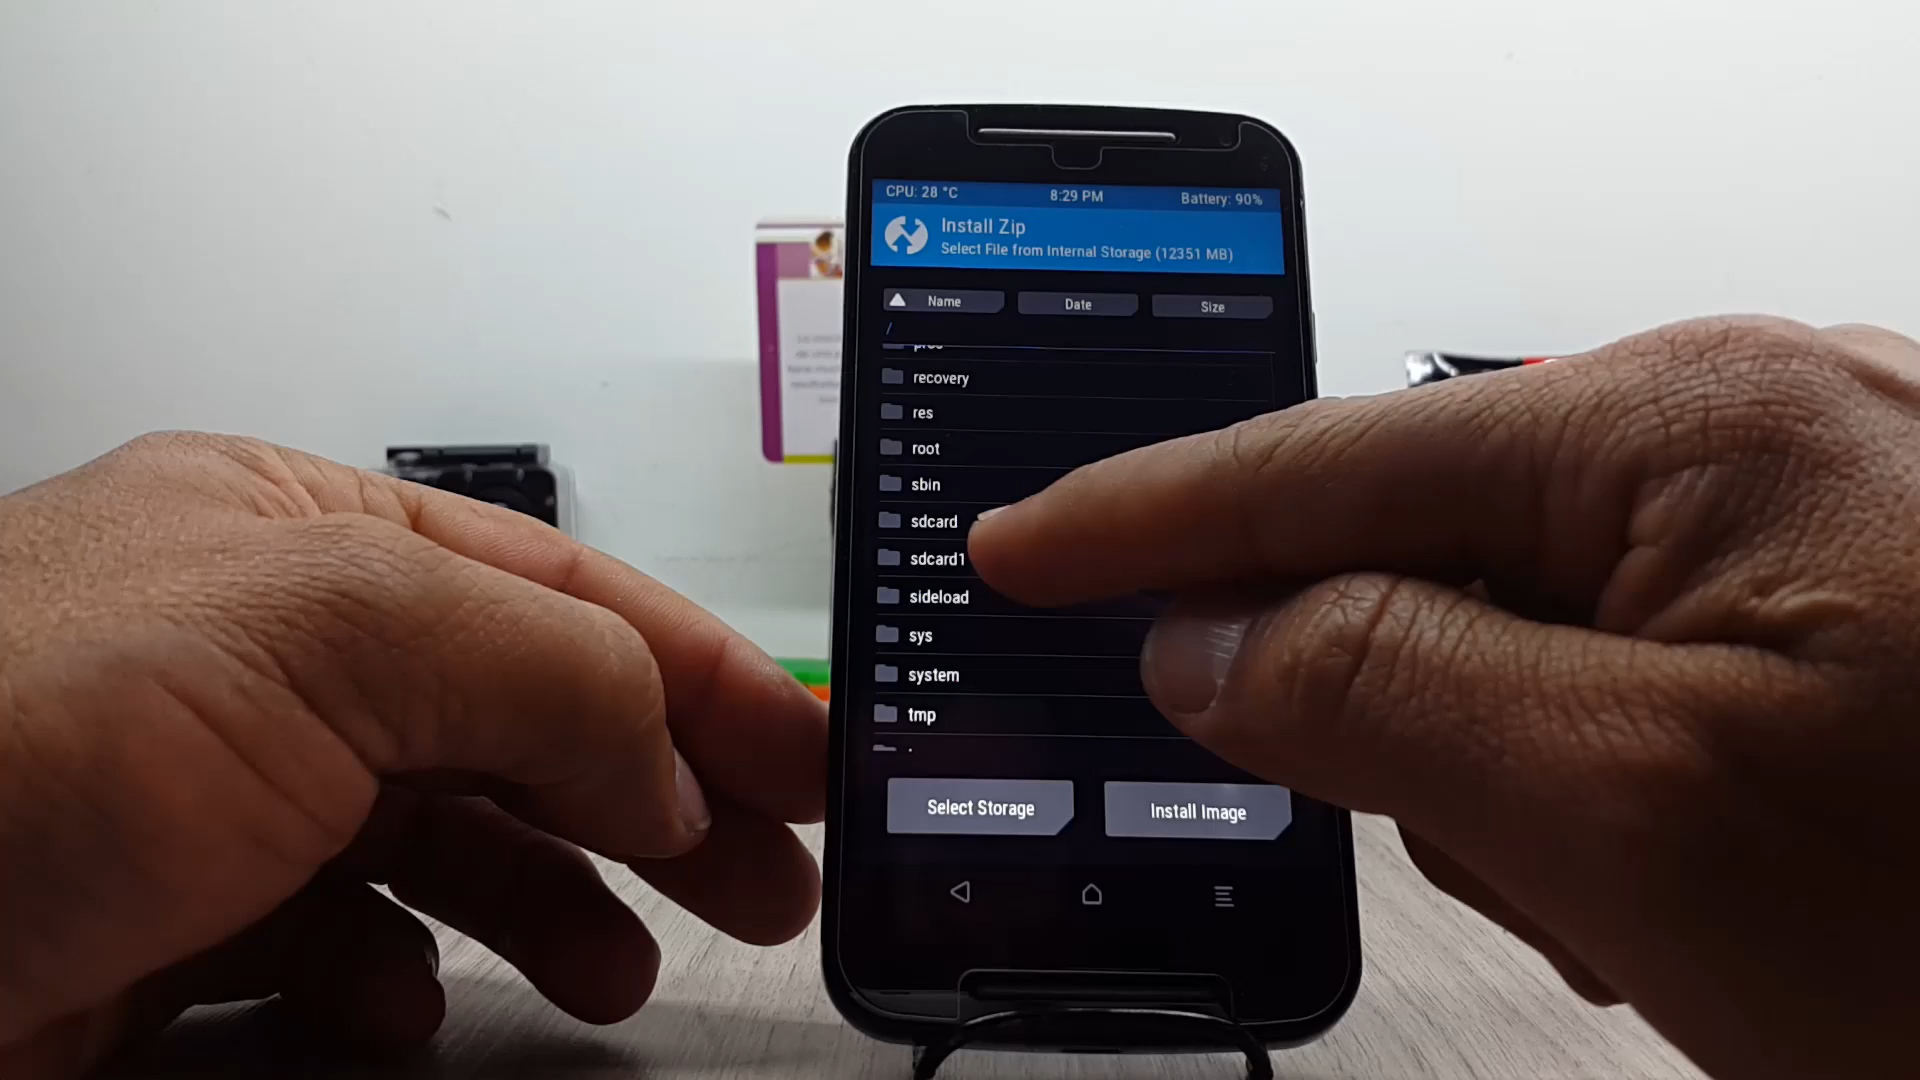 CPU: 28 °C 8:29 PM Battery: 90%
Install Zip
Select File from Internal Storage (12351 MB)
Name Date Size
/
recovery
res
root
sbin
sdcard
sdcard1
sideload
sys
system
tmp
Select Storage Install Image